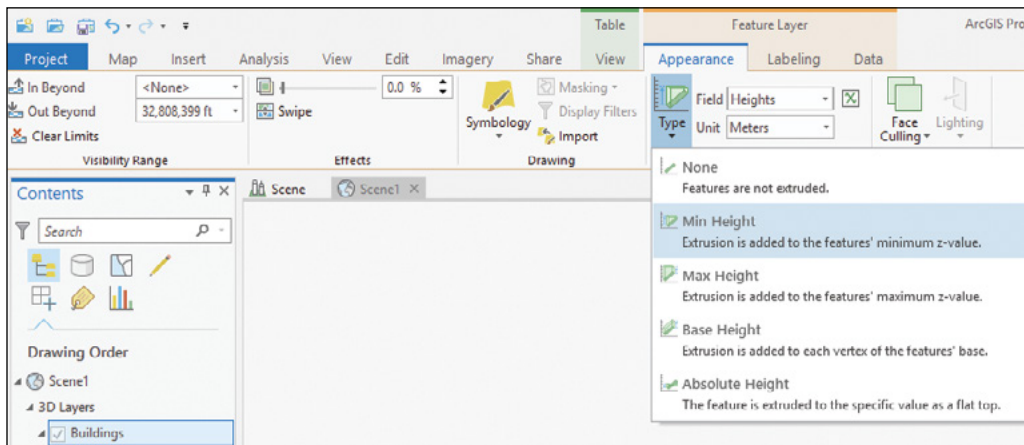 Table
Feature Layer
ArcGIS Pro
Project Map Insert Analysis View Edit Imagery Share View Appearance Labeling Data
In Beyond <None>
Out Beyond 32,808,399 ft
Clear Limits
Visibility Range
0.0 %
Swipe
Effects
Symbology
Masking
Display Filters
Import
Drawing
Type
Field Heights
Unit Meters
Face
Culling
Lighting
None
Features are not extruded.
Min Height
Extrusion is added to the features' minimum z-value.
Max Height
Extrusion is added to the features' maximum z-value.
Base Height
Extrusion is added to each vertex of the features' base.
Absolute Height
The feature is extruded to the specific value as a flat top.
Contents
Search
Scene Scene1
Drawing Order
Scene1
3D Layers
Buildings